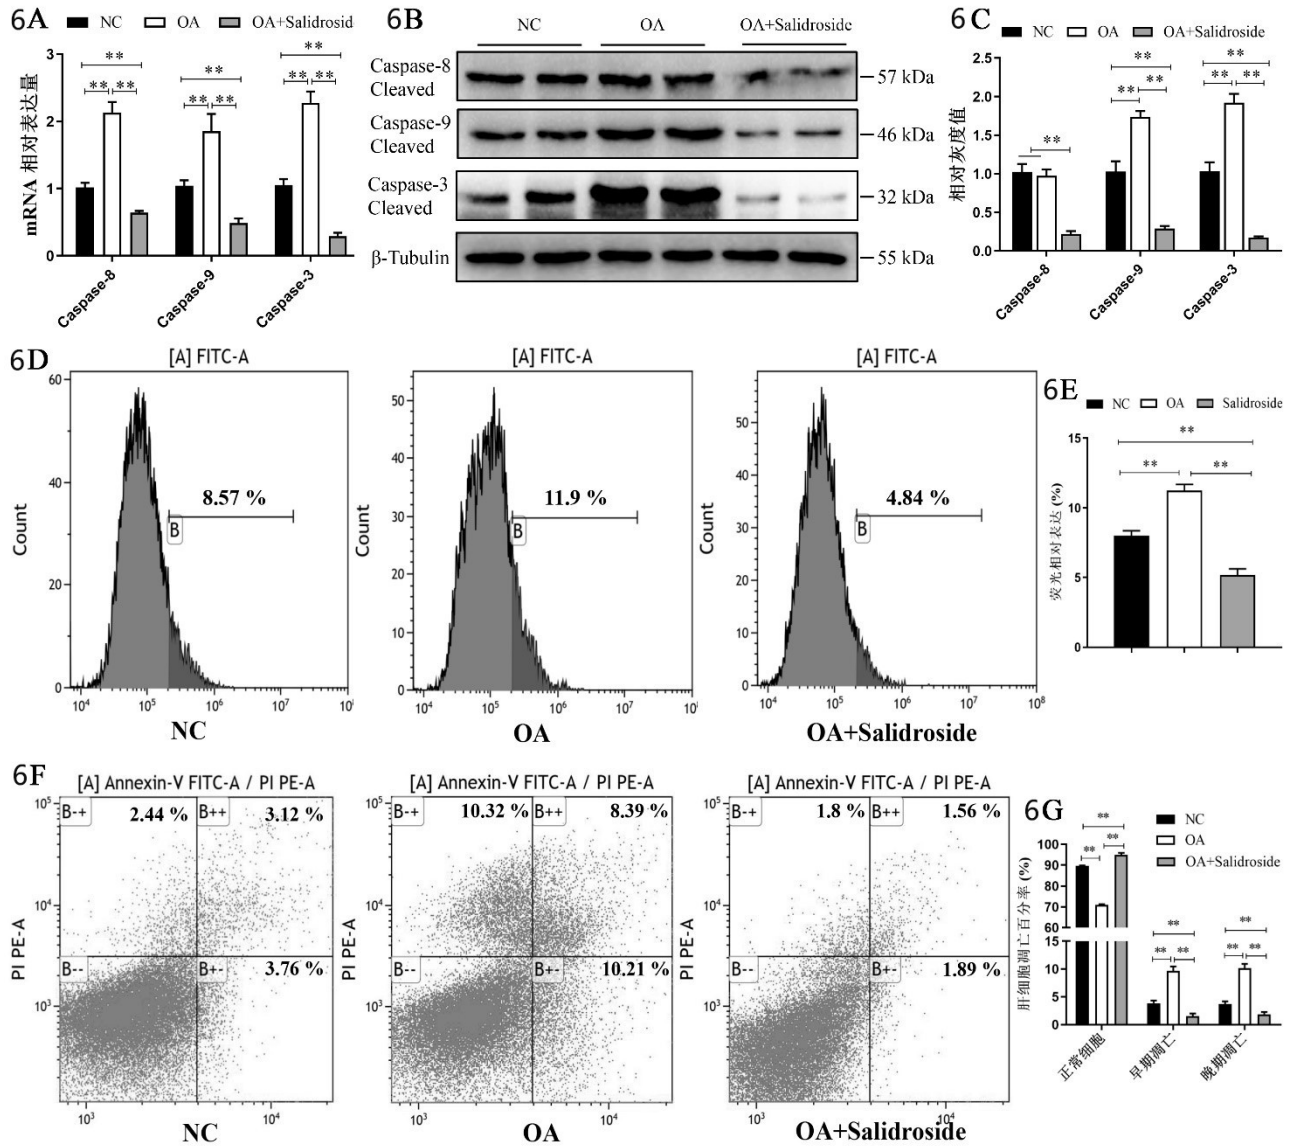 6A
NC OA OA+Salidroside
mRNA 相对表达量
3
2
1
0
** ** **
** ** **
** ** **
Caspase-8 Caspase-9 Caspase-3
6B
NC OA OA+Salidroside
Caspase-8
Cleaved
57 kDa
Caspase-9
Cleaved
46 kDa
Caspase-3
Cleaved
32 kDa
β-Tubulin
55 kDa
6C
NC OA OA+Salidroside
相对灰度值
2.5
2.0
1.5
1.0
0.5
0.0
**
** ** **
** ** **
Caspase-8 Caspase-9 Caspase-3
6D
[A] FITC-A
Count
60
40
20
0
8.57 %
B
10⁴ 10⁵ 10⁶ 10⁷ 10
NC
[A] FITC-A
Count
50
40
30
20
10
0
11.9 %
B
10⁴ 10⁵ 10⁶ 10⁷ 10
OA
[A] FITC-A
Count
50
40
30
20
10
0
4.84 %
B
10⁴ 10⁵ 10⁶ 10⁷ 10⁸
OA+Salidroside
6E
NC OA Salidroside
荧光相对表达 (%)
15
10
5
0
**
** **
6F
[A] Annexin-V FITC-A / PI PE-A
PI PE-A
10⁵
10⁴
10³
B-+ 2.44 % B++ 3.12 %
B-- B+- 3.76 %
10³ 10⁴
NC
[A] Annexin-V FITC-A / PI PE-A
PI PE-A
10⁵
10⁴
10³
B-+ 10.32 % B++ 8.39 %
B-- B+- 10.21 %
10³ 10⁴
OA
[A] Annexin-V FITC-A / PI PE-A
PI PE-A
10⁵
10⁴
10³
B-+ 1.8 % B++ 1.56 %
B-- B+- 1.89 %
10³ 10⁴
OA+Salidroside
6G
NC
OA
OA+Salidroside
肝细胞凋亡百分率 (%)
100
90
80
70
60
15
10
5
0
** ** **
** ** **
** ** **
正常细胞 早期凋亡 晚期凋亡